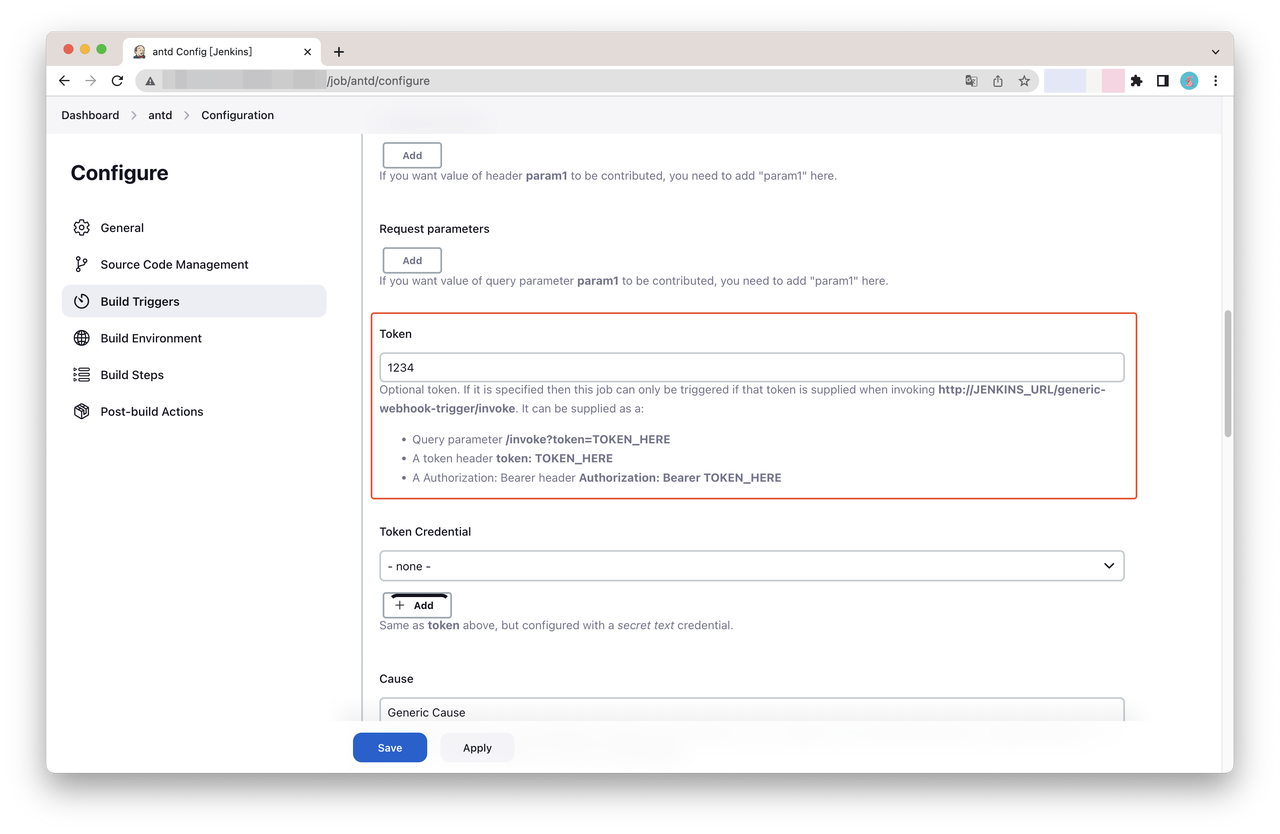 antd Config [Jenkins]
/job/antd/configure
Dashboard > antd > Configuration
Configure
General
Source Code Management
Build Triggers
Build Environment
Build Steps
Post-build Actions
Add
If you want value of header param1 to be contributed, you need to add "param1" here.
Request parameters
Add
If you want value of query parameter param1 to be contributed, you need to add "param1" here.
Token
1234
Optional token. If it is specified then this job can only be triggered if that token is supplied when invoking http://JENKINS_URL/generic-
webhook-trigger/invoke. It can be supplied as a:
• Query parameter /invoke?token=TOKEN_HERE
• A token header token: TOKEN_HERE
• A Authorization: Bearer header Authorization: Bearer TOKEN_HERE
Token Credential
- none -
+ Add
Same as token above, but configured with a secret text credential.
Cause
Generic Cause
Save
Apply